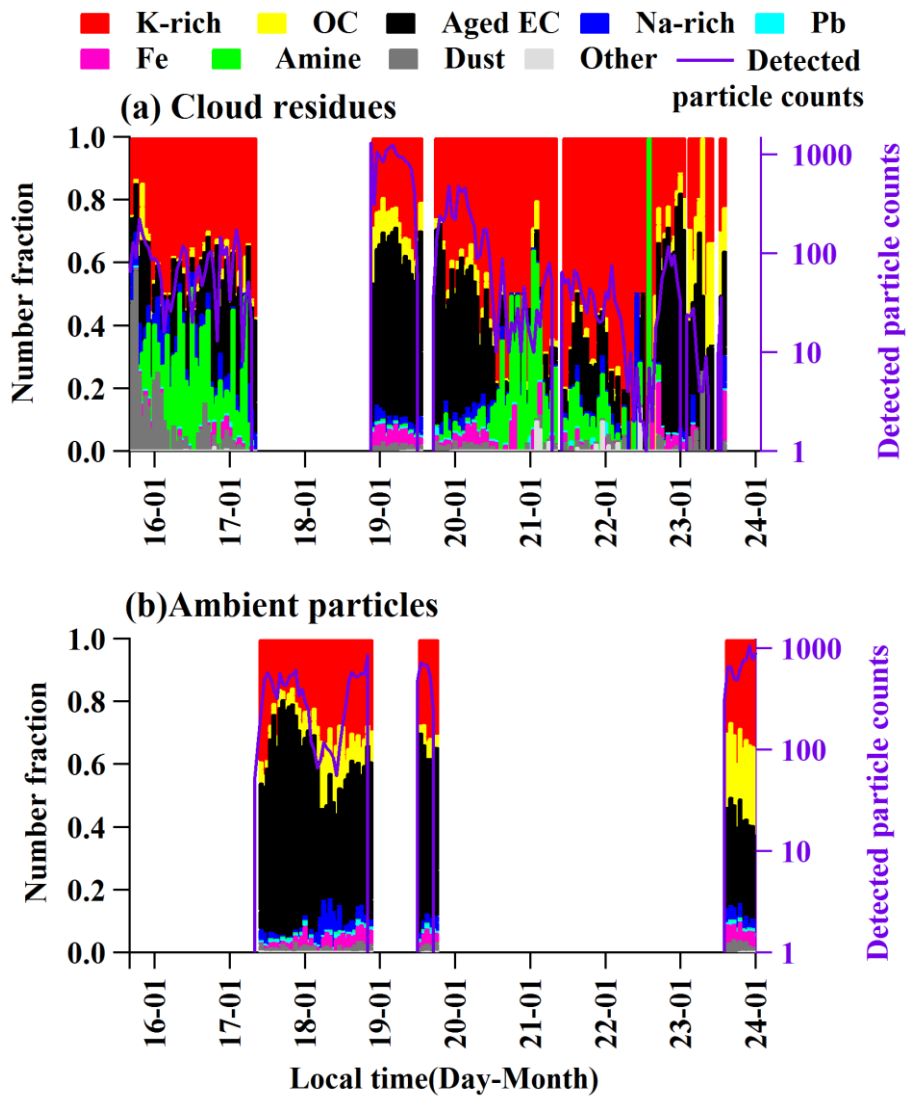 K-rich OC Aged EC Na-rich Pb
Fe Amine Dust Other Detected
particle counts
(a) Cloud residues
1.0
0.8
0.6
0.4
0.2
0.0
Number fraction
1000
100
10
1
Detected particle counts
16-01 17-01 18-01 19-01 20-01 21-01 22-01 23-01 24-01
(b)Ambient particles
1.0
0.8
0.6
0.4
0.2
0.0
Number fraction
1000
100
10
1
Detected particle counts
16-01 17-01 18-01 19-01 20-01 21-01 22-01 23-01 24-01
Local time(Day-Month)